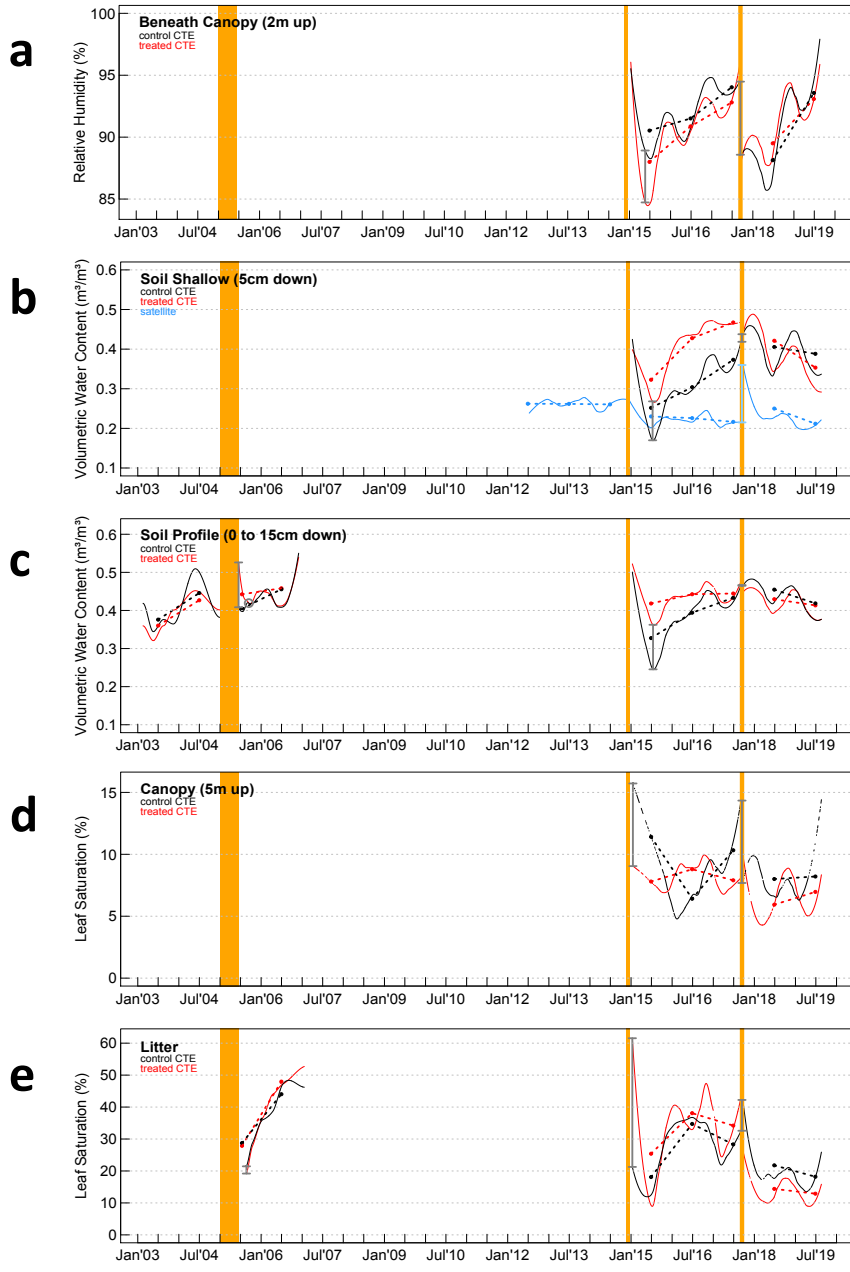 a
Beneath Canopy (2m up)
control CTE
treated CTE
Relative Humidity (%)
100
95
90
85
Jan'03 Jul'04 Jan'06 Jul'07 Jan'09 Jul'10 Jan'12 Jul'13 Jan'15 Jul'16 Jan'18 Jul'19
b
Soil Shallow (5cm down)
control CTE
treated CTE
satellite
Volumetric Water Content (m³/m³)
0.6
0.5
0.4
0.3
0.2
0.1
Jan'03 Jul'04 Jan'06 Jul'07 Jan'09 Jul'10 Jan'12 Jul'13 Jan'15 Jul'16 Jan'18 Jul'19
c
Soil Profile (0 to 15cm down)
control CTE
treated CTE
Volumetric Water Content (m³/m³)
0.6
0.5
0.4
0.3
0.2
0.1
Jan'03 Jul'04 Jan'06 Jul'07 Jan'09 Jul'10 Jan'12 Jul'13 Jan'15 Jul'16 Jan'18 Jul'19
d
Canopy (5m up)
control CTE
treated CTE
Leaf Saturation (%)
15
10
5
0
Jan'03 Jul'04 Jan'06 Jul'07 Jan'09 Jul'10 Jan'12 Jul'13 Jan'15 Jul'16 Jan'18 Jul'19
e
Litter
control CTE
treated CTE
Leaf Saturation (%)
60
50
40
30
20
10
0
Jan'03 Jul'04 Jan'06 Jul'07 Jan'09 Jul'10 Jan'12 Jul'13 Jan'15 Jul'16 Jan'18 Jul'19